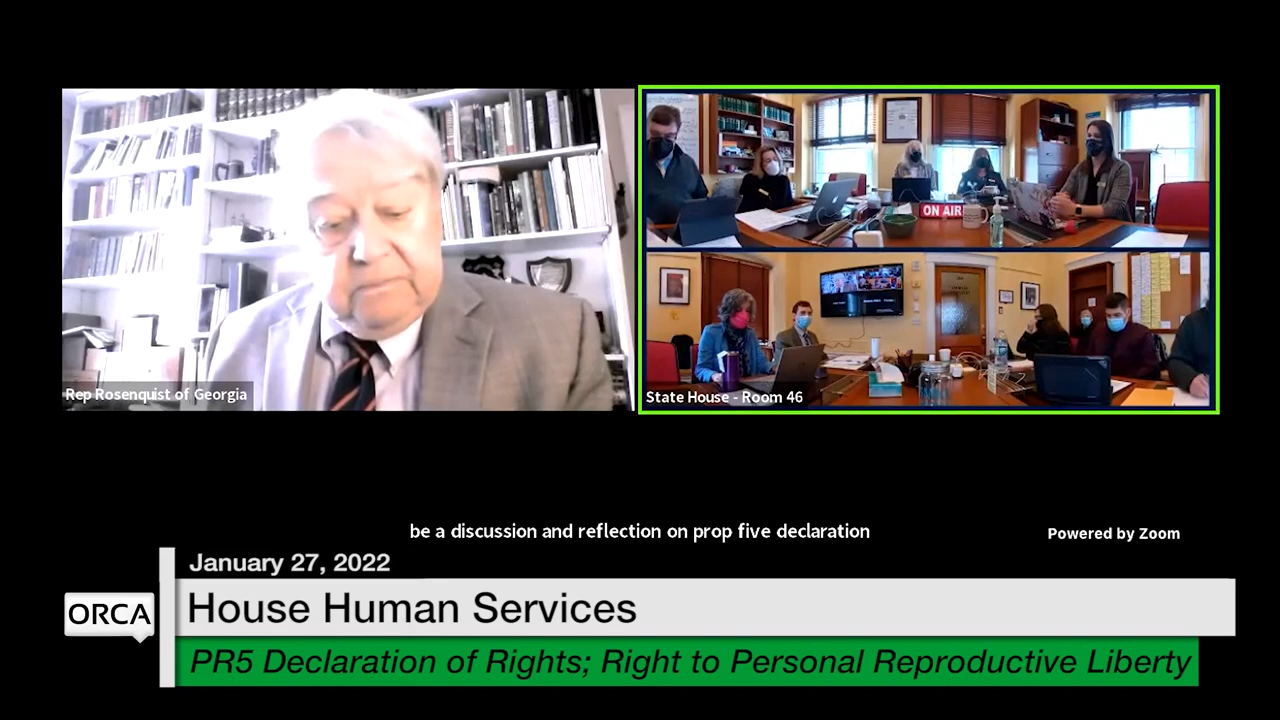 ON AIR
Rep Rosenquist of Georgia
State House - Room 46
be a discussion and reflection on prop five declaration
Powered by Zoom
January 27, 2022
ORCA
House Human Services
PR5 Declaration of Rights; Right to Personal Reproductive Liberty